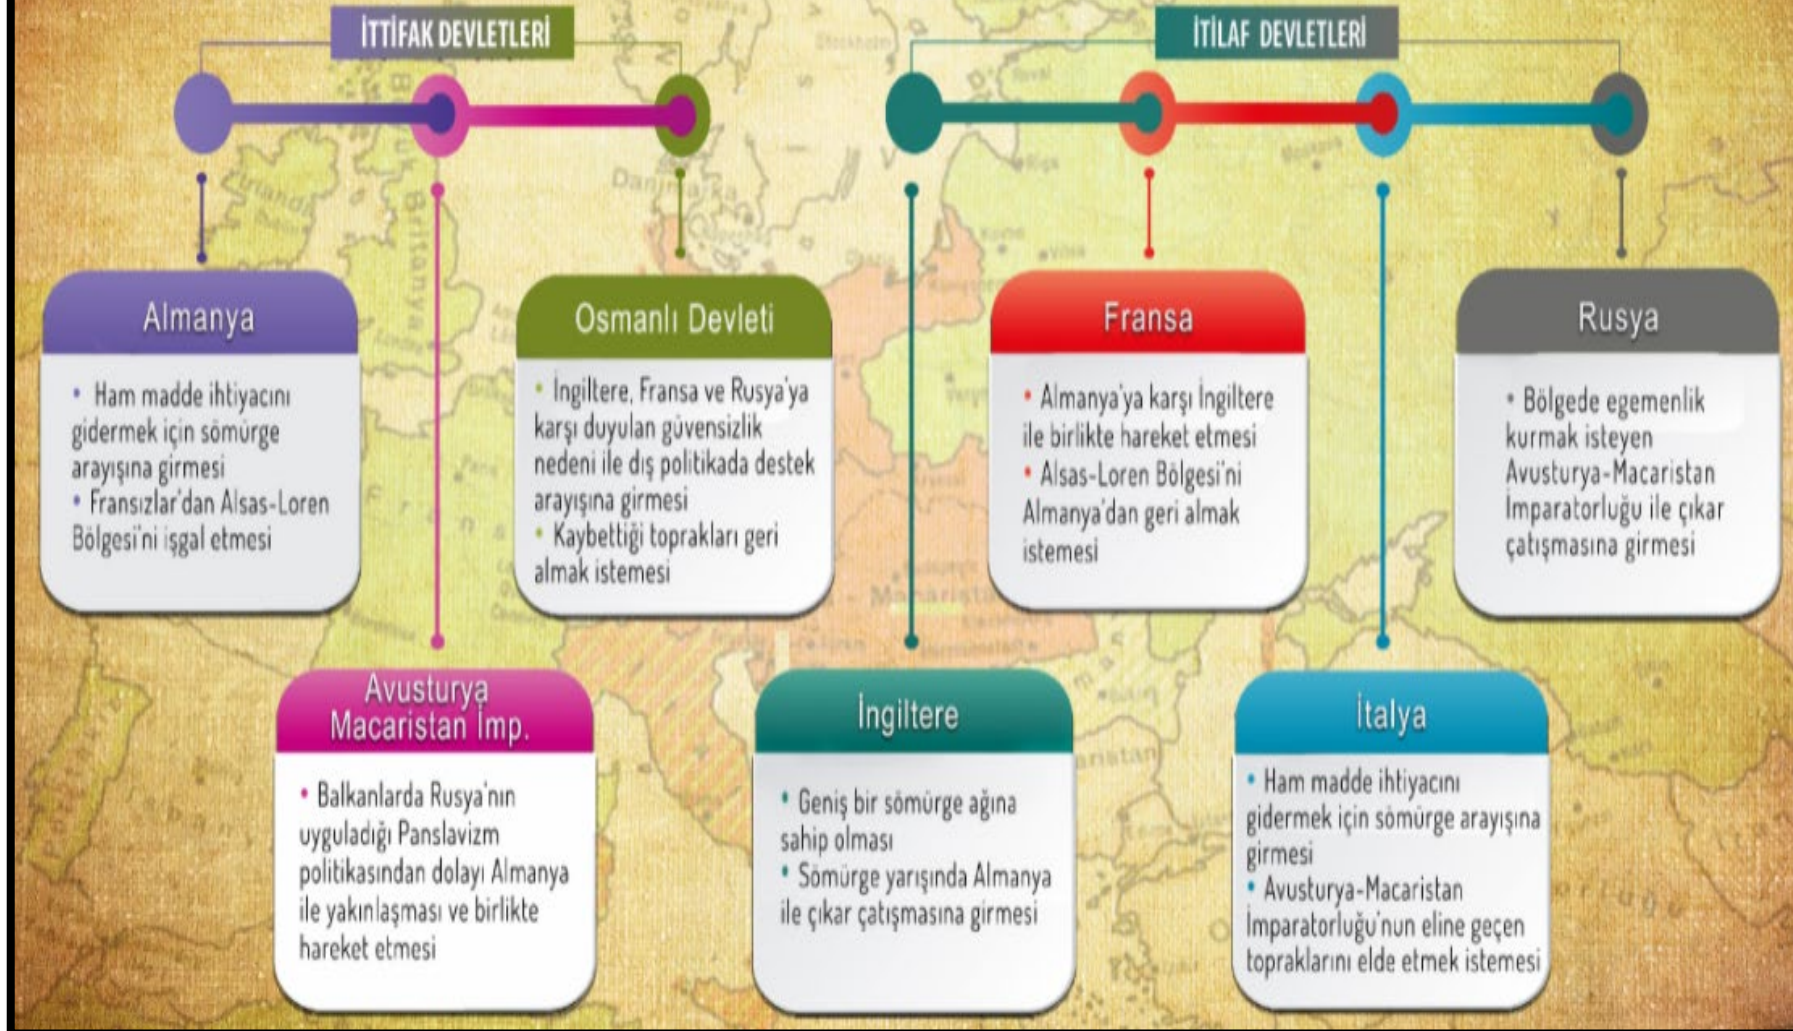 İTTİFAK DEVLETLERİ
Almanya
• Ham madde ihtiyacını
gidermek için sömürge
arayışına girmesi
• Fransızlar'dan Alsas-Loren
Bölgesi'ni işgal etmesi
Avusturya
Macaristan İmp.
• Balkanlarda Rusya'nın
uyguladığı Panslavizm
politikasından dolayı Almanya
ile yakınlaşması ve birlikte
hareket etmesi
Osmanlı Devleti
• İngiltere, Fransa ve Rusya'ya
karşı duyulan güvensizlik
nedeni ile dış politikada destek
arayışına girmesi
• Kaybettiği toprakları geri
almak istemesi
İTİLAF DEVLETLERİ
İngiltere
• Geniş bir sömürge ağına
sahip olması
• Sömürge yarışında Almanya
ile çıkar çatışmasına girmesi
Fransa
• Almanya'ya karşı İngiltere
ile birlikte hareket etmesi
• Alsas-Loren Bölgesi'ni
Almanya'dan geri almak
istemesi
İtalya
• Ham madde ihtiyacını
gidermek için sömürge arayışına
girmesi
• Avusturya-Macaristan
İmparatorluğu'nun eline geçen
topraklarını elde etmek istemesi
Rusya
• Bölgede egemenlik
kurmak isteyen
Avusturya-Macaristan
İmparatorluğu ile çıkar
çatışmasına girmesi
Britanya
İrlanda
Danimarka
Riga